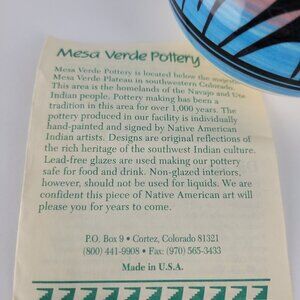 Mesa Verde Pottery
Mesa Verde Pottery is located below the majestic
Mesa Verde Plateau in southwestern Colorado.
This area is the homelands of the Navajo and Ute
Indian people. Pottery making has been a
tradition in this area for over 1,000 years. The
pottery produced in our facility is individually
hand-painted and signed by Native American
Indian artists. Designs are original reflections of
the rich heritage of the southwest Indian culture.
Lead-free glazes are used making our pottery
safe for food and drink. Non-glazed interiors,
however, should not be used for liquids. We are
confident this piece of Native American art will
please you for years to come.
P.O. Box 9 • Cortez, Colorado 81321
(800) 441-9908 • Fax: (970) 565-3433
Made in U.S.A.